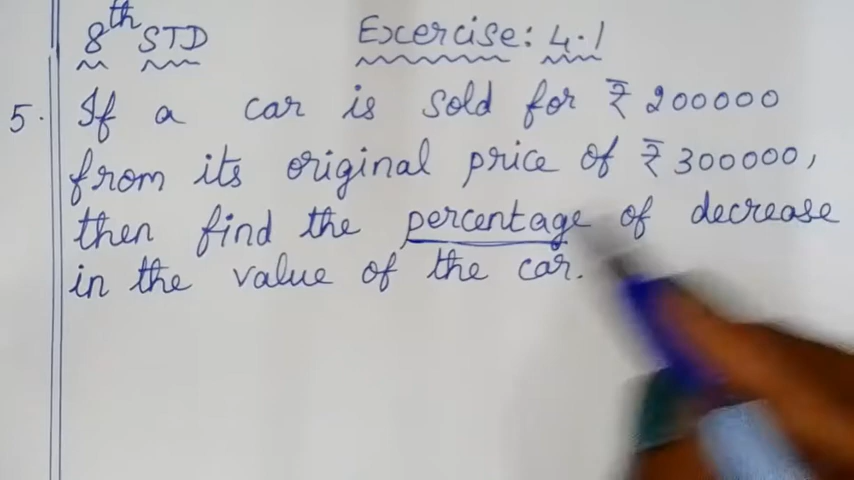 8th STD Excercise: 4.1
5. If a car is sold for ₹ 200000
from its original price of ₹ 300000,
then find the percentage of decrease
in the value of the car.